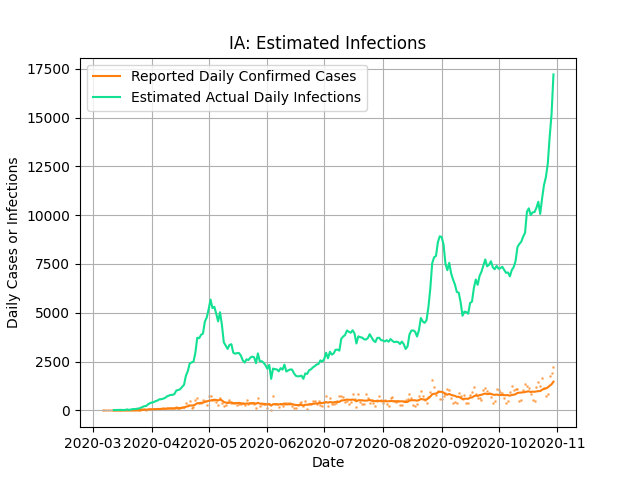 IA: Estimated Infections
Reported Daily Confirmed Cases
Estimated Actual Daily Infections
Daily Cases or Infections
17500
15000
12500
10000
7500
5000
2500
0
2020-03 2020-04 2020-05 2020-06 2020-07 2020-08 2020-09 2020-10 2020-11
Date